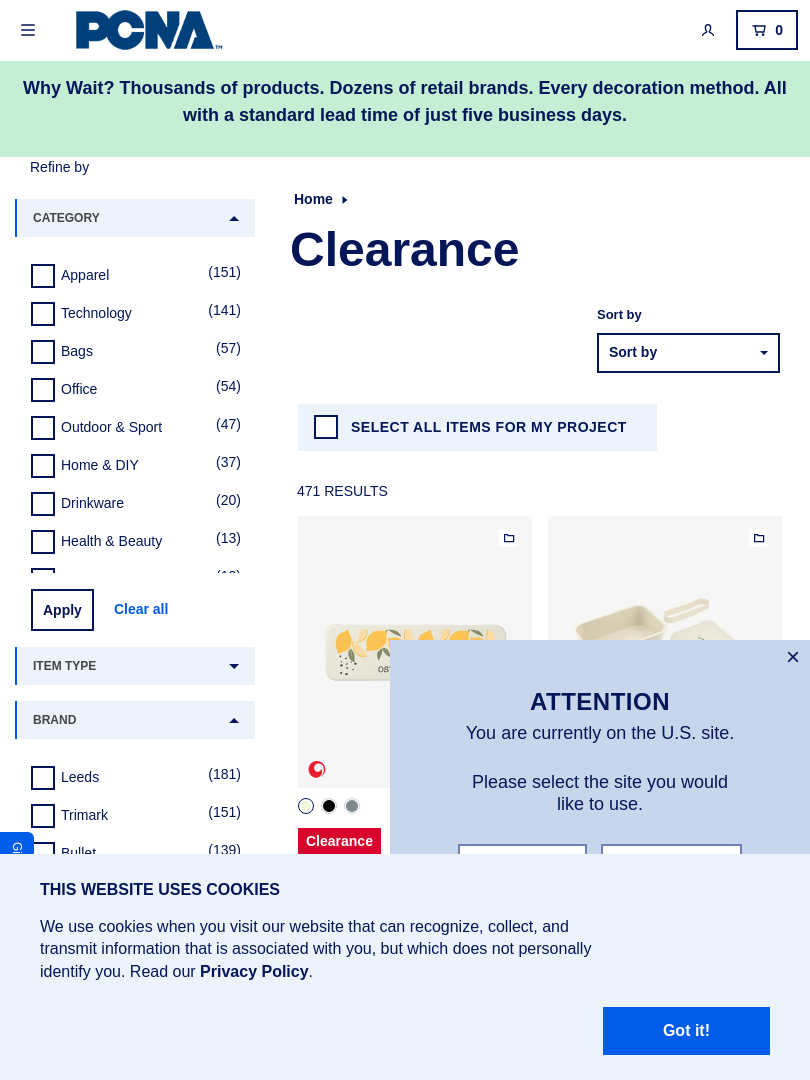 PCNA
TM
0
Why Wait? Thousands of products. Dozens of retail brands. Every decoration method. All
with a standard lead time of just five business days.
Refine by
Home
CATEGORY
Clearance
Apparel (151)
Technology (141)
Bags (57)
Office (54)
Outdoor & Sport (47)
Home & DIY (37)
Drinkware (20)
Health & Beauty (13)
Sort by
Sort by
SELECT ALL ITEMS FOR MY PROJECT
471 RESULTS
Apply
Clear all
ITEM TYPE
BRAND
Leeds (181)
Trimark (151)
Bullet (139)
Clearance
ATTENTION
You are currently on the U.S. site.
Please select the site you would
like to use.
THIS WEBSITE USES COOKIES
We use cookies when you visit our website that can recognize, collect, and
transmit information that is associated with you, but which does not personally
identify you. Read our Privacy Policy.
Got it!